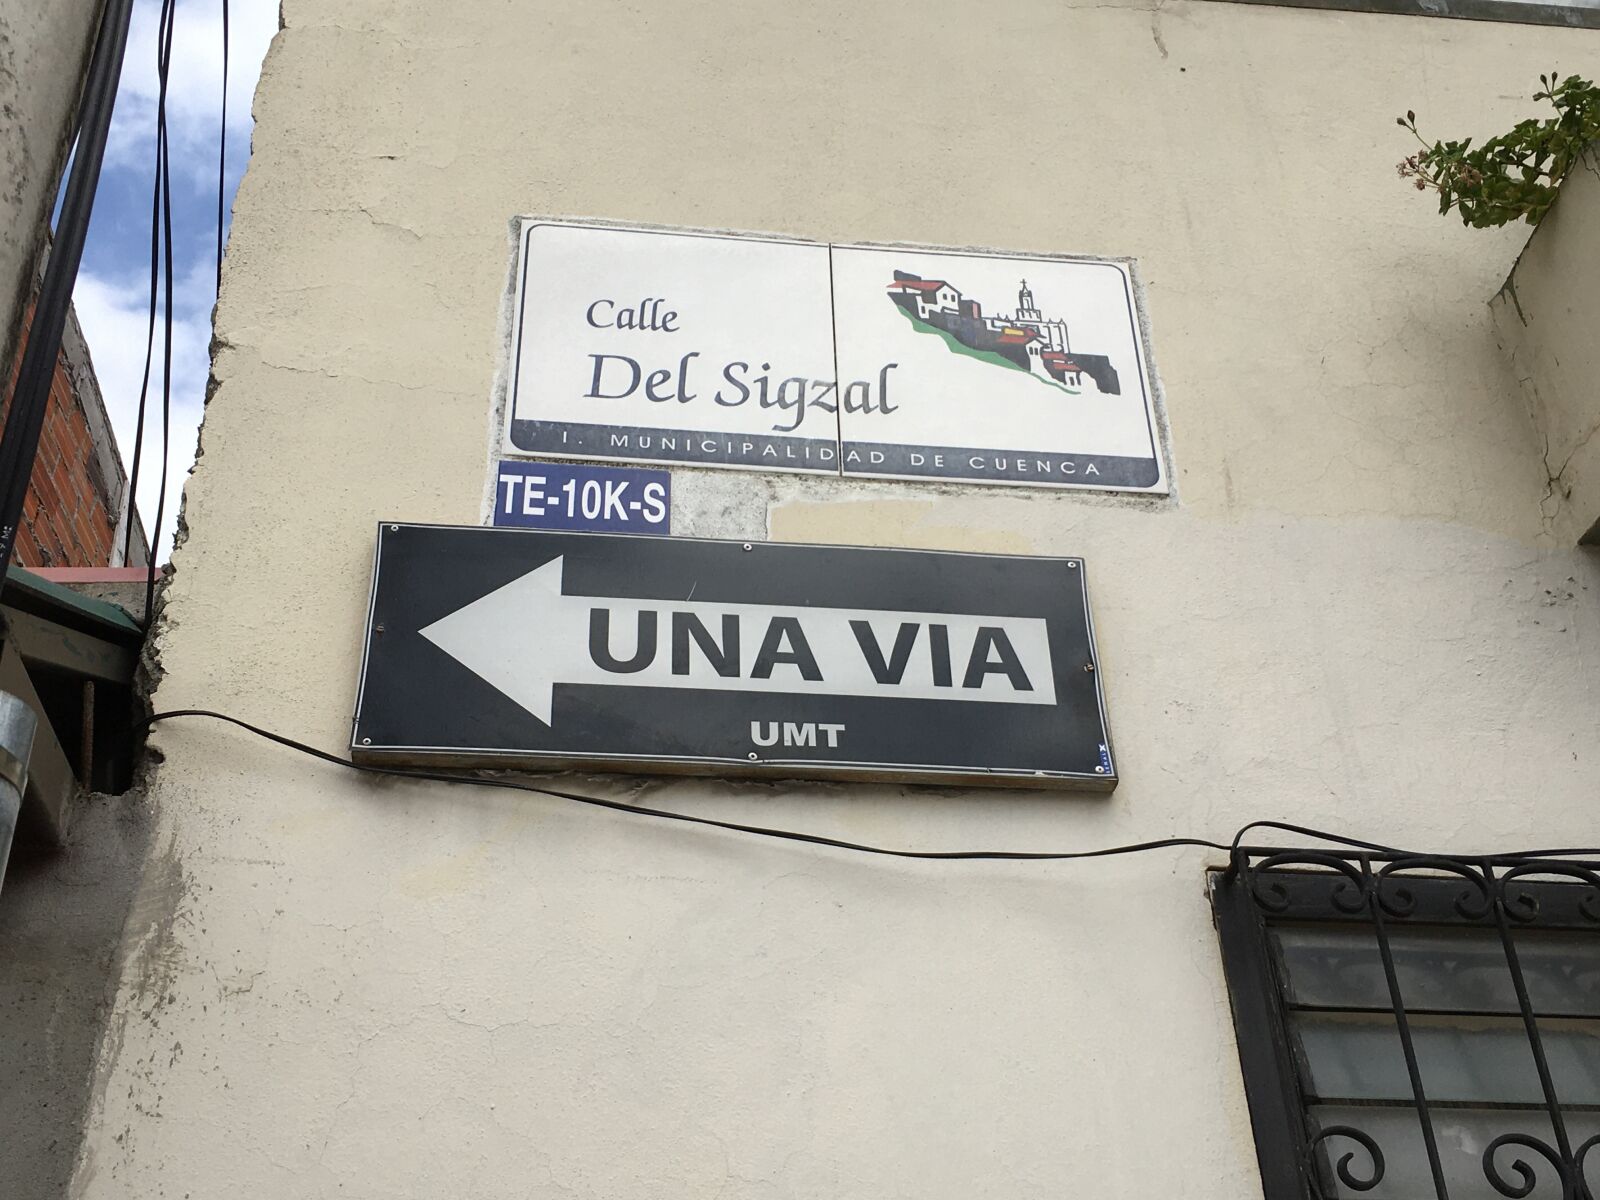 Calle
Del Sigzal
I. MUNICIPALIDAD DE CUENCA
TE-10K-S
UNA VIA
UMT